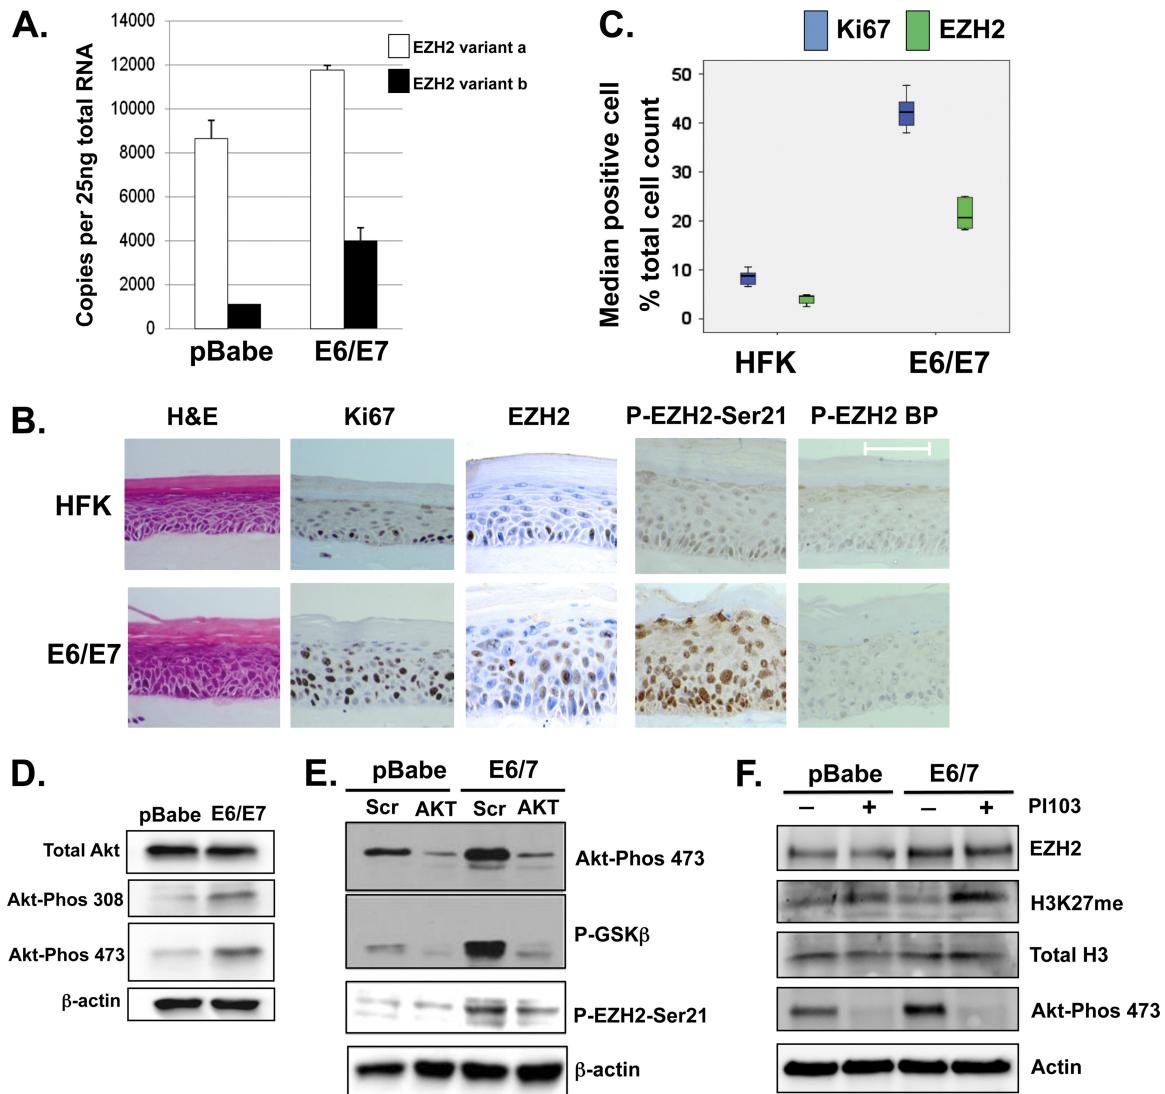 A.
14000
12000
10000
8000
6000
4000
2000
0
Copies per 25ng total RNA
EZH2 variant a
EZH2 variant b
pBabe E6/E7
C.
Ki67 EZH2
Median positive cell
% total cell count
50
40
30
20
10
0
HFK E6/E7
B.
H&E Ki67 EZH2 P-EZH2-Ser21 P-EZH2 BP
HFK
E6/E7
D.
pBabe E6/E7
Total Akt
Akt-Phos 308
Akt-Phos 473
β-actin
E.
pBabe E6/7
Scr AKT Scr AKT
Akt-Phos 473
P-GSKβ
P-EZH2-Ser21
β-actin
F.
pBabe E6/7
– + – + PI103
EZH2
H3K27me
Total H3
Akt-Phos 473
Actin